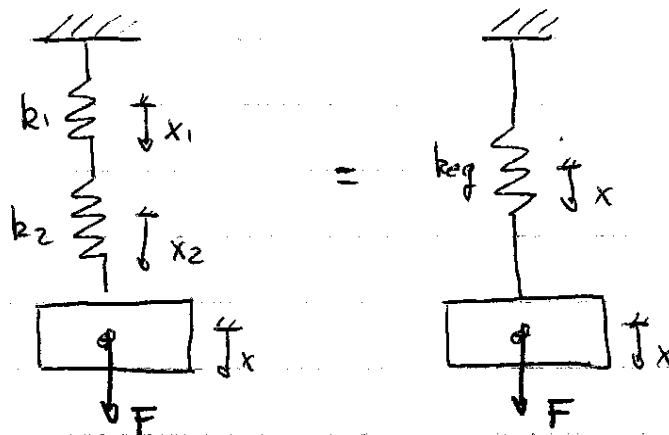 k₁ x₁
= keq x
k₂ x₂
x x
F F